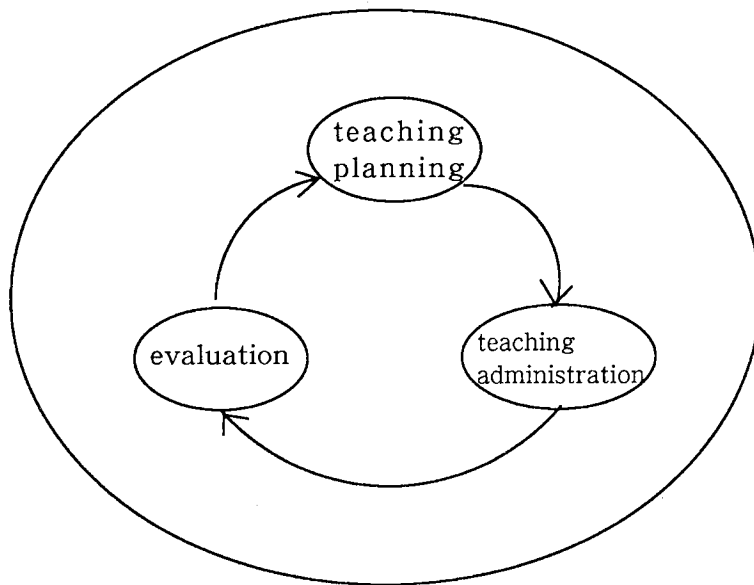 teaching
planning
evaluation
teaching
administration